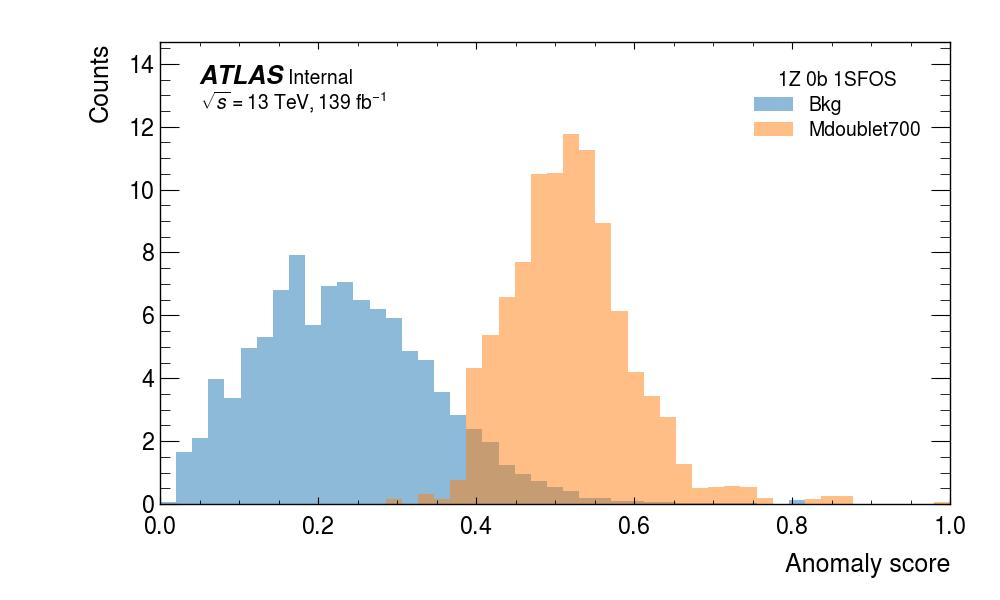 Counts
14
12
10
8
6
4
2
0
ATLAS Internal
√s = 13 TeV, 139 fb⁻¹
1Z 0b 1SFOS
Bkg
Mdoublet700
0.0 0.2 0.4 0.6 0.8 1.0
Anomaly score